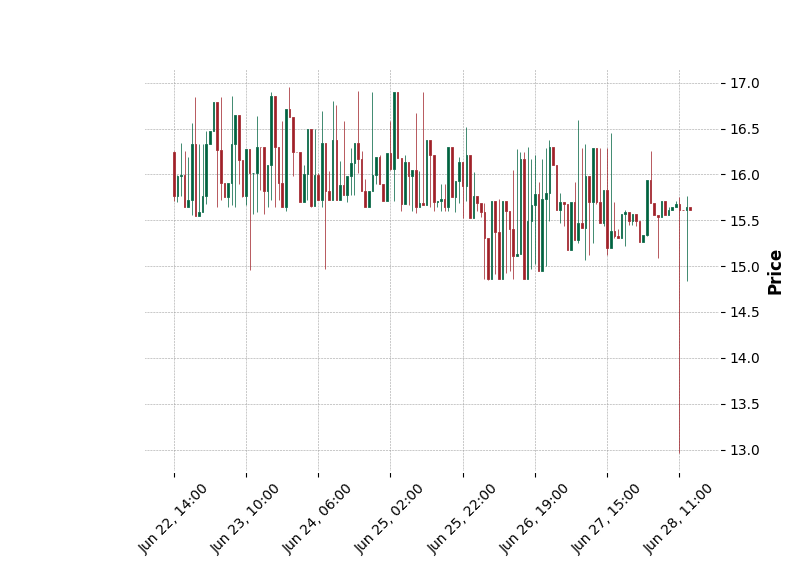 17.0
16.5
16.0
15.5
15.0
14.5
14.0
13.5
13.0
Price
Jun 22, 14:00
Jun 23, 10:00
Jun 24, 06:00
Jun 25, 02:00
Jun 25, 22:00
Jun 26, 19:00
Jun 27, 15:00
Jun 28, 11:00